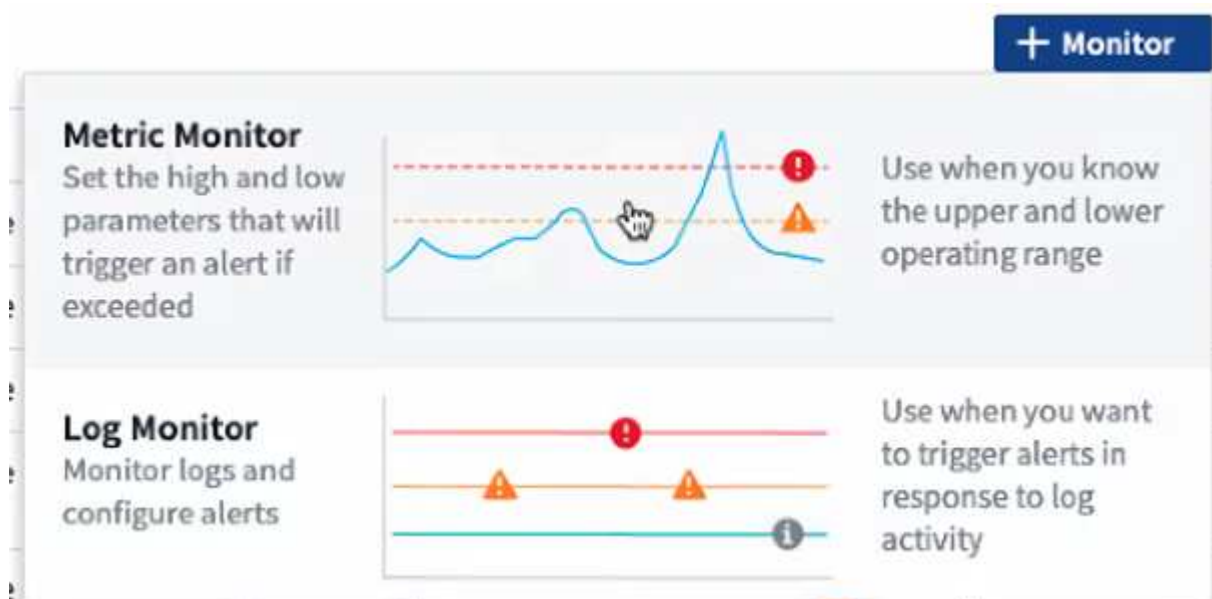 + Monitor
Metric Monitor
Set the high and low
parameters that will
trigger an alert if
exceeded
Use when you know
the upper and lower
operating range
Log Monitor
Monitor logs and
configure alerts
Use when you want
to trigger alerts in
response to log
activity